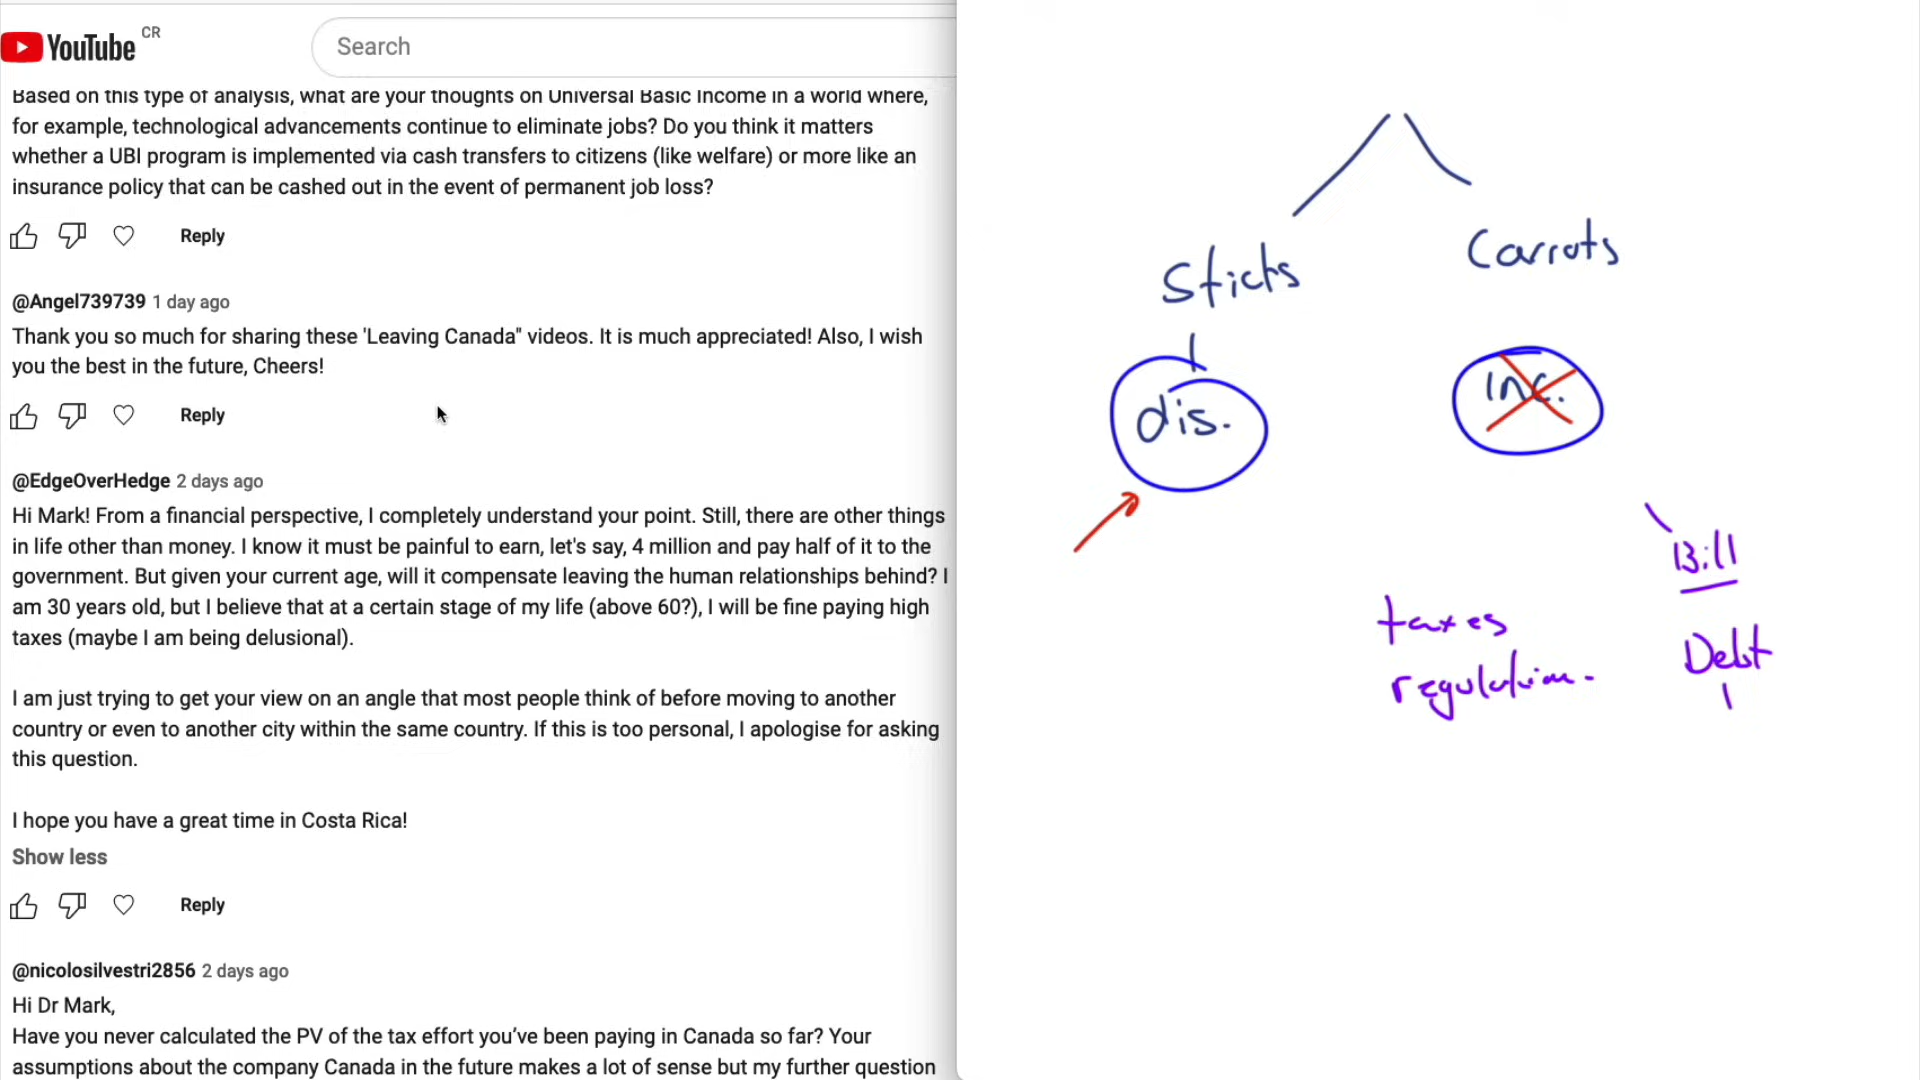 YouTube CR
Search
Based on this type of analysis, what are your thoughts on Universal Basic Income in a world where,
for example, technological advancements continue to eliminate jobs? Do you think it matters
whether a UBI program is implemented via cash transfers to citizens (like welfare) or more like an
insurance policy that can be cashed out in the event of permanent job loss?
Reply
@Angel739739 1 day ago
Thank you so much for sharing these 'Leaving Canada" videos. It is much appreciated! Also, I wish
you the best in the future, Cheers!
Reply
@EdgeOverHedge 2 days ago
Hi Mark! From a financial perspective, I completely understand your point. Still, there are other things
in life other than money. I know it must be painful to earn, let's say, 4 million and pay half of it to the
government. But given your current age, will it compensate leaving the human relationships behind? I
am 30 years old, but I believe that at a certain stage of my life (above 60?), I will be fine paying high
taxes (maybe I am being delusional).
I am just trying to get your view on an angle that most people think of before moving to another
country or even to another city within the same country. If this is too personal, I apologise for asking
this question.
I hope you have a great time in Costa Rica!
Show less
Reply
@nicolosilvestri2856 2 days ago
Hi Dr Mark,
Have you never calculated the PV of the tax effort you've been paying in Canada so far? Your
assumptions about the company Canada in the future makes a lot of sense but my further question
Sticks
Carrots
dis.
inc.
Bill
taxes
Debt
regulation.